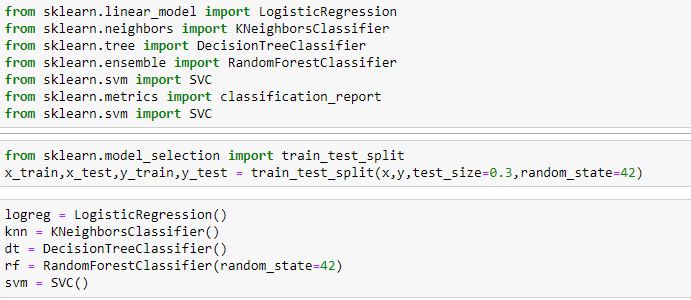 from sklearn.linear_model import LogisticRegression
from sklearn.neighbors import KNeighborsClassifier
from sklearn.tree import DecisionTreeClassifier
from sklearn.ensemble import RandomForestClassifier
from sklearn.svm import SVC
from sklearn.metrics import classification_report
from sklearn.svm import SVC
from sklearn.model_selection import train_test_split
x_train,x_test,y_train,y_test = train_test_split(x,y,test_size=0.3,random_state=42)
logreg = LogisticRegression()
knn = KNeighborsClassifier()
dt = DecisionTreeClassifier()
rf = RandomForestClassifier(random_state=42)
svm = SVC()